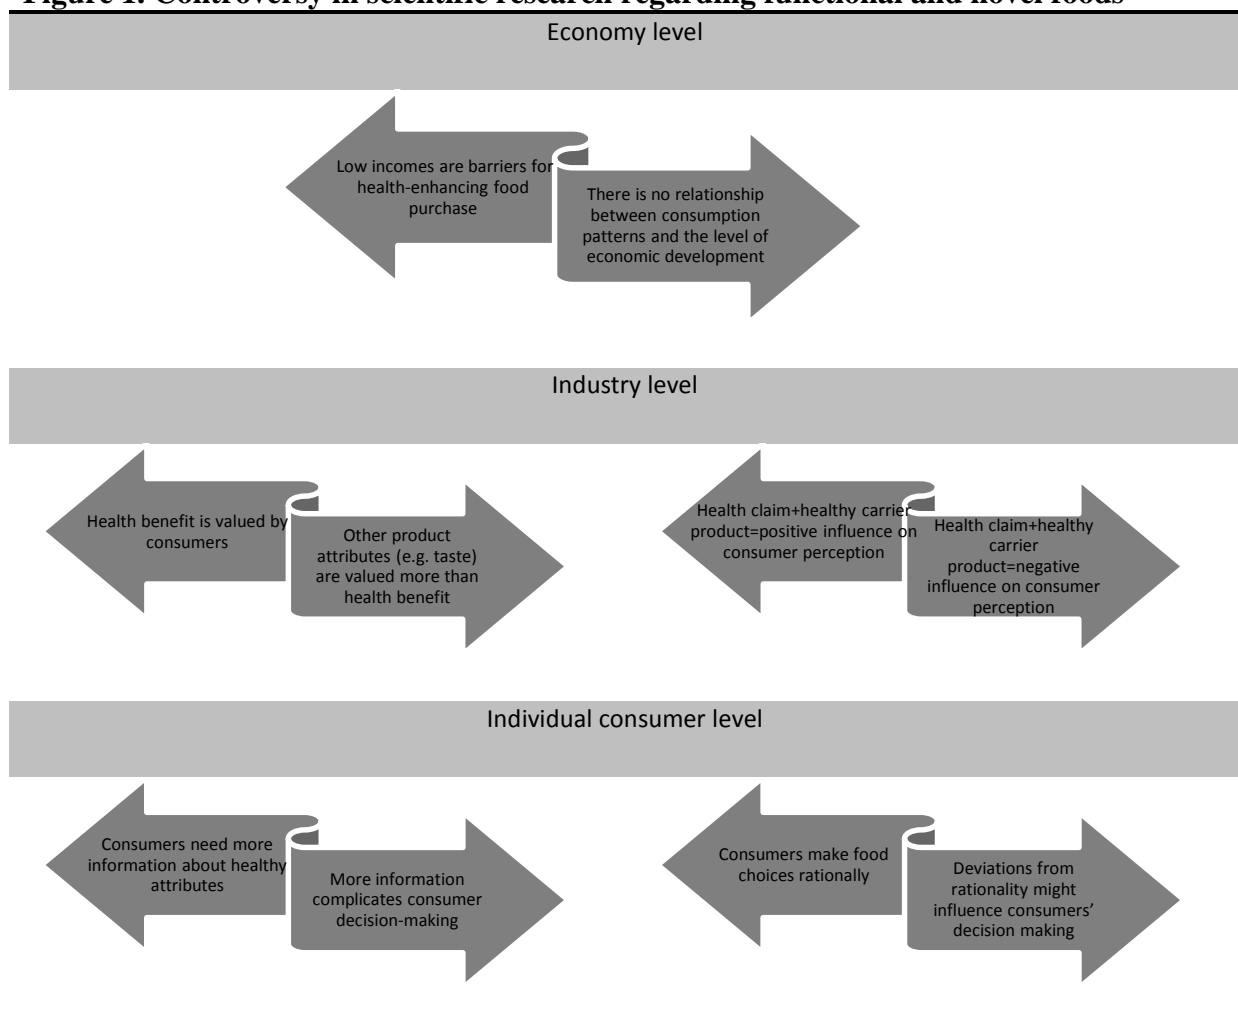 Figure 1. Controversy in scientific research regarding functional and novel foods
Economy level
Low incomes are barriers for
health-enhancing food
purchase
There is no relationship
between consumption
patterns and the level of
economic development
Industry level
Health benefit is valued by
consumers
Other product
attributes (e.g. taste)
are valued more than
health benefit
Health claim+healthy carrier
product=positive influence on
consumer perception
Health claim+healthy
carrier
product=negative
influence on consumer
perception
Individual consumer level
Consumers need more
information about healthy
attributes
More information
complicates consumer
decision-making
Consumers make food
choices rationally
Deviations from
rationality might
influence consumers’
decision making